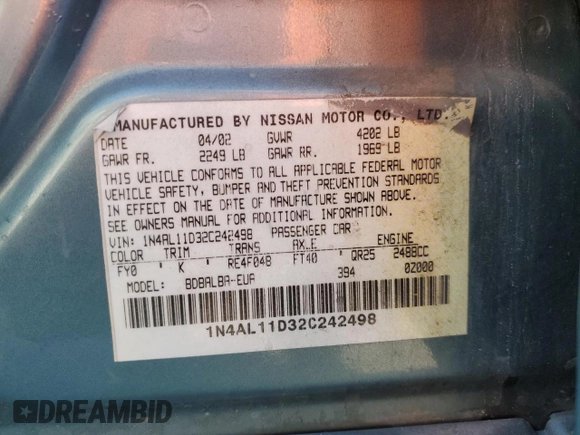 MANUFACTURED BY NISSAN MOTOR CO., LTD.
DATE 04/02 GVWR 4202 LB
GAWR FR. 2249 LB GAWR RR. 1969 LB
THIS VEHICLE CONFORMS TO ALL APPLICABLE FEDERAL MOTOR
VEHICLE SAFETY, BUMPER AND THEFT PREVENTION STANDARDS
IN EFFECT ON THE DATE OF MANUFACTURE SHOWN ABOVE.
SEE OWNERS MANUAL FOR ADDITIONAL INFORMATION.
VIN: 1N4AL11D32C242498 PASSENGER CAR
COLOR TRIM TRANS AXLE ENGINE
FY0 K RE4F04B FT40 QR25 2488CC
MODEL: BDBALBA-EUA 394 0Z000
1N4AL11D32C242498
DREAMBID